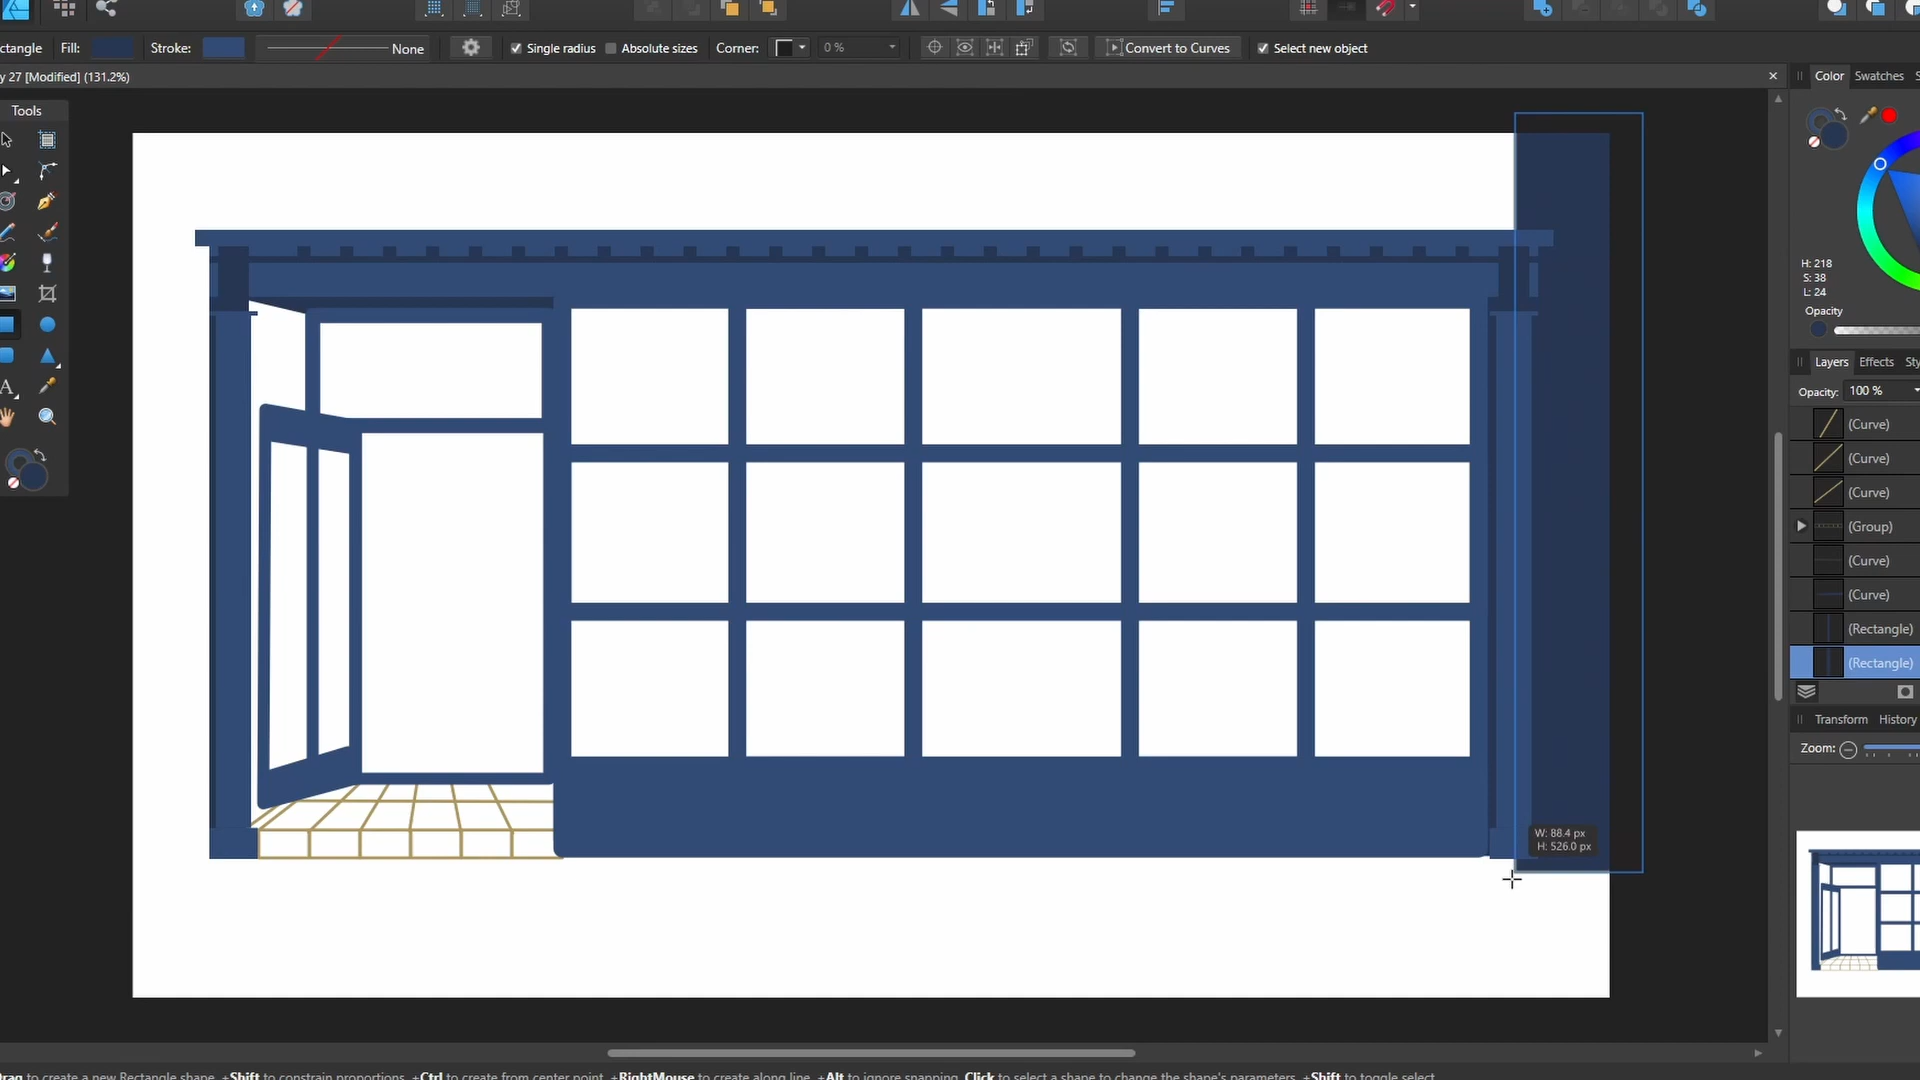 ctangle Fill: Stroke: None Single radius Absolute sizes Corner: 0 % Convert to Curves Select new object
y 27 [Modified] (131.2%)
Color Swatches S
Tools
H: 218
S: 38
L: 24
Opacity
Layers Effects Sty
Opacity: 100 %
(Curve)
(Curve)
(Curve)
(Group)
(Curve)
(Curve)
(Rectangle)
(Rectangle)
Transform History
Zoom:
W: 88.4 px
H: 526.0 px
Drag to create a new Rectangle shape. +Shift to constrain proportions. +Ctrl to create from center point. +RightMouse to create along line. +Alt to ignore snapping. Click to select a shape to change the shape's parameters. +Shift to toggle select